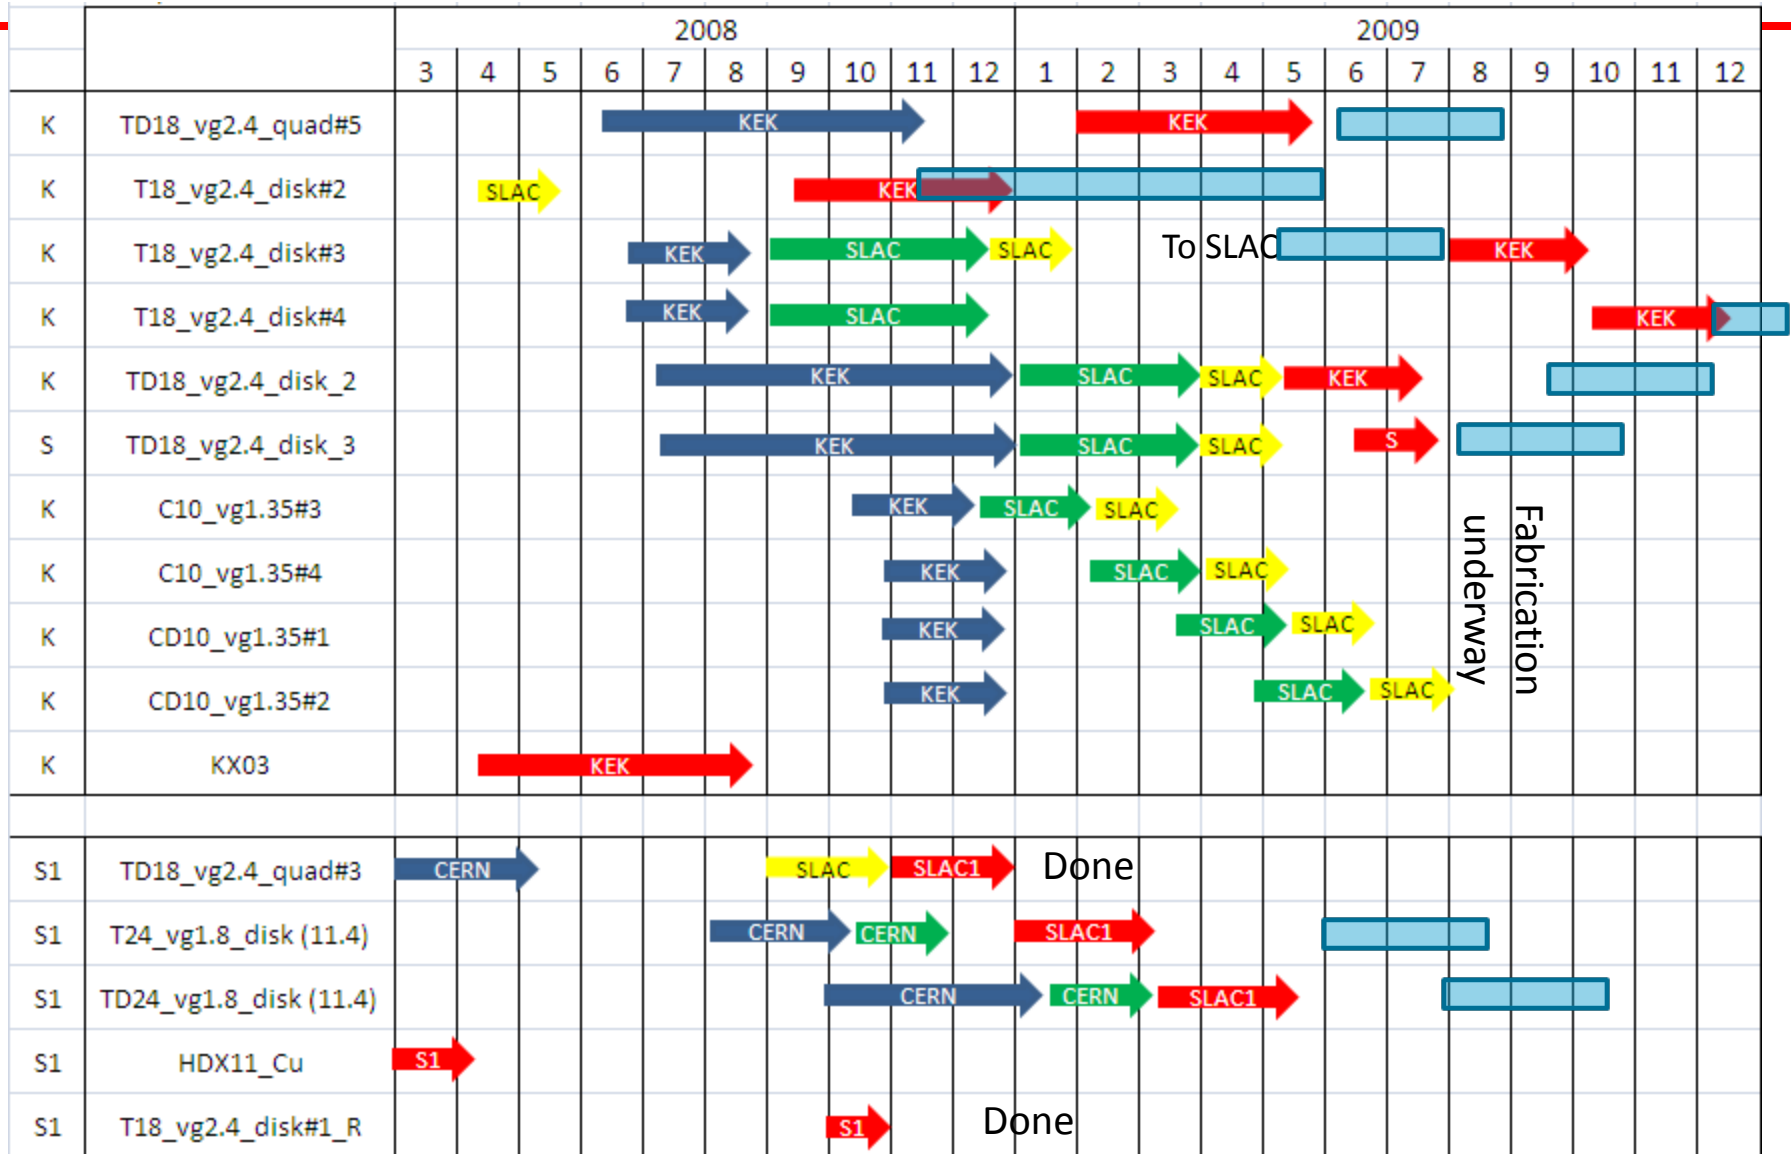 2008 2009
3 4 5 6 7 8 9 10 11 12 1 2 3 4 5 6 7 8 9 10 11 12
K TD18_vg2.4_quad#5 KEK KEK
K T18_vg2.4_disk#2 SLAC KEK
K T18_vg2.4_disk#3 KEK SLAC SLAC To SLAC KEK
K T18_vg2.4_disk#4 KEK SLAC KEK
K TD18_vg2.4_disk_2 KEK SLAC SLAC KEK
S TD18_vg2.4_disk_3 KEK SLAC SLAC S
K C10_vg1.35#3 KEK SLAC SLAC
K C10_vg1.35#4 KEK SLAC SLAC
K CD10_vg1.35#1 KEK SLAC SLAC
K CD10_vg1.35#2 KEK SLAC SLAC
Fabrication
underway
K KX03 KEK
S1 TD18_vg2.4_quad#3 CERN SLAC SLAC1 Done
S1 T24_vg1.8_disk (11.4) CERN CERN SLAC1
S1 TD24_vg1.8_disk (11.4) CERN CERN SLAC1
S1 HDX11_Cu S1
S1 T18_vg2.4_disk#1_R S1 Done